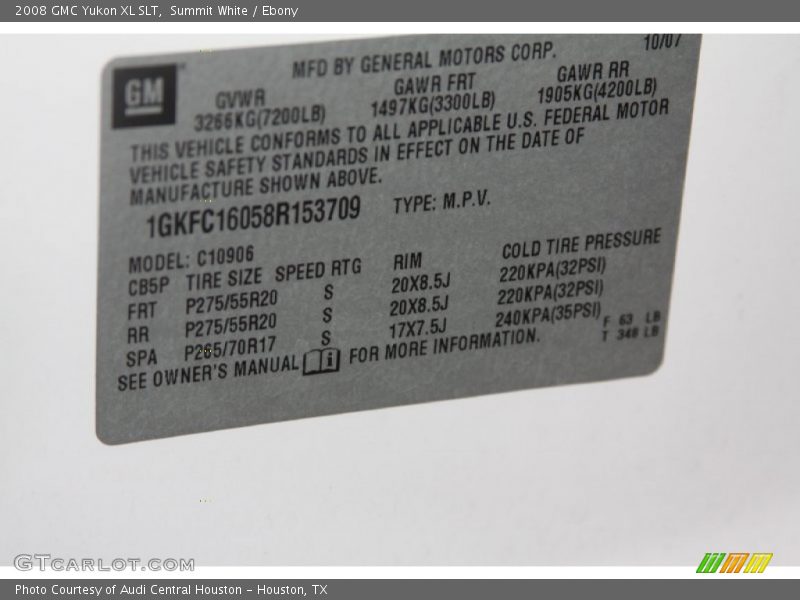 2008 GMC Yukon XL SLT, Summit White / Ebony
MFD BY GENERAL MOTORS CORP. 10/07
GM
GVWR GAWR FRT GAWR RR
3266KG(7200LB) 1497KG(3300LB) 1905KG(4200LB)
THIS VEHICLE CONFORMS TO ALL APPLICABLE U.S. FEDERAL MOTOR
VEHICLE SAFETY STANDARDS IN EFFECT ON THE DATE OF
MANUFACTURE SHOWN ABOVE.
1GKFC16058R153709 TYPE: M.P.V.
MODEL: C10906
CB5P TIRE SIZE SPEED RTG RIM COLD TIRE PRESSURE
FRT P275/55R20 S 20X8.5J 220KPA(32PSI)
RR P275/55R20 S 20X8.5J 220KPA(32PSI)
SPA P265/70R17 S 17X7.5J 240KPA(35PSI)
F 63 LB
T 348 LB
SEE OWNER'S MANUAL i FOR MORE INFORMATION.
GTCARLOT.COM
Photo Courtesy of Audi Central Houston - Houston, TX